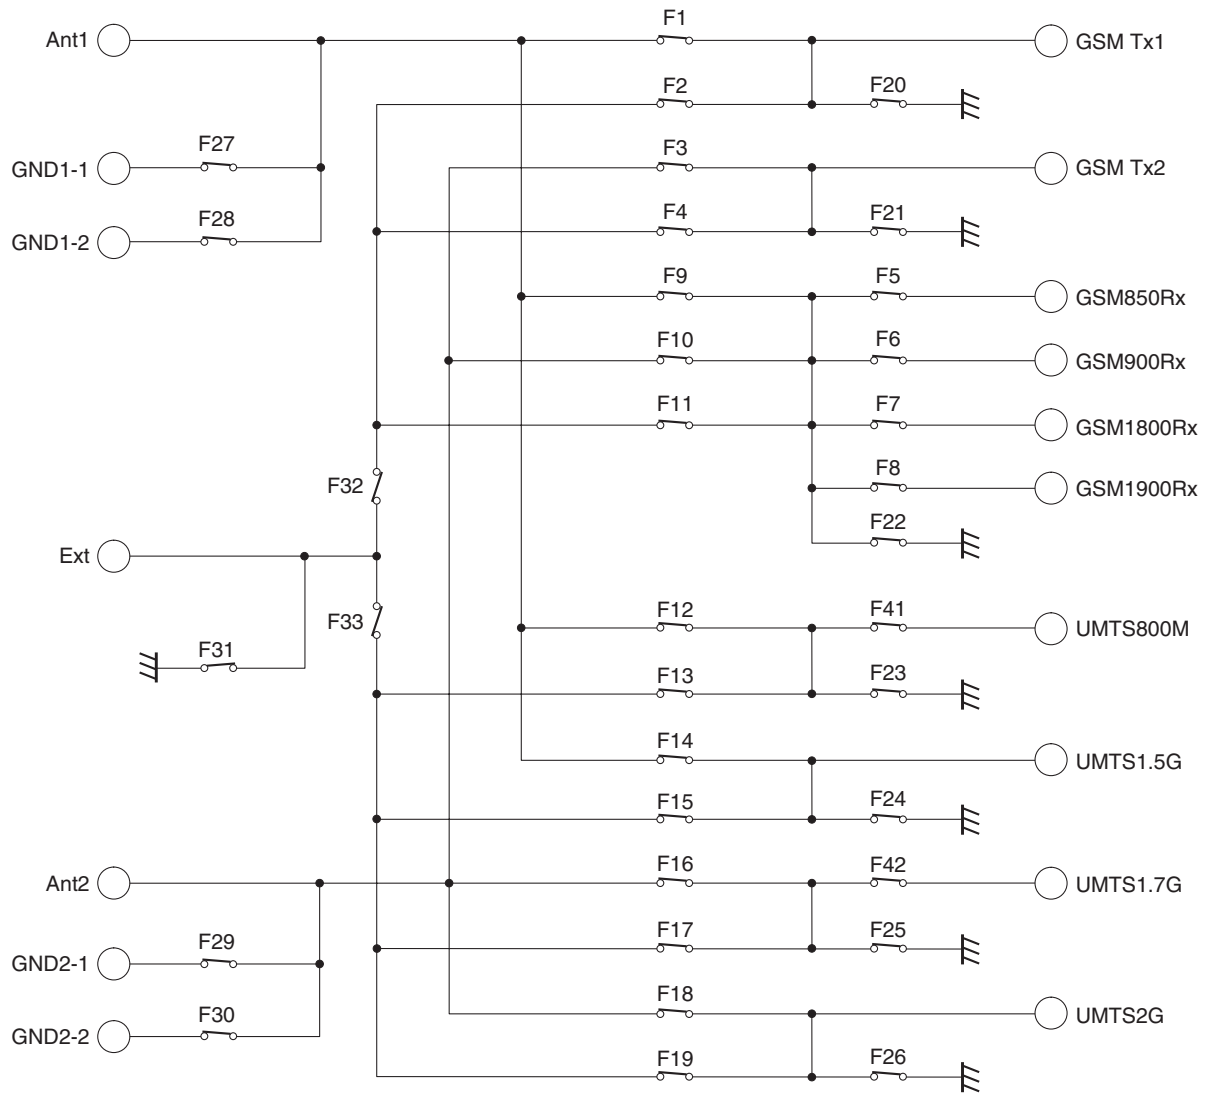 F1
Ant1
GSM Tx1
F2
F20
F27
F3
GND1-1
GSM Tx2
F28
F4
F21
GND1-2
F9
F5
GSM850Rx
F10
F6
GSM900Rx
F11
F7
GSM1800Rx
F32
F8
GSM1900Rx
F22
Ext
F33
F12
F41
UMTS800M
F31
F13
F23
F14
UMTS1.5G
F15
F24
F16
F42
Ant2
UMTS1.7G
F29
F17
F25
GND2-1
F30
F18
UMTS2G
GND2-2
F19
F26